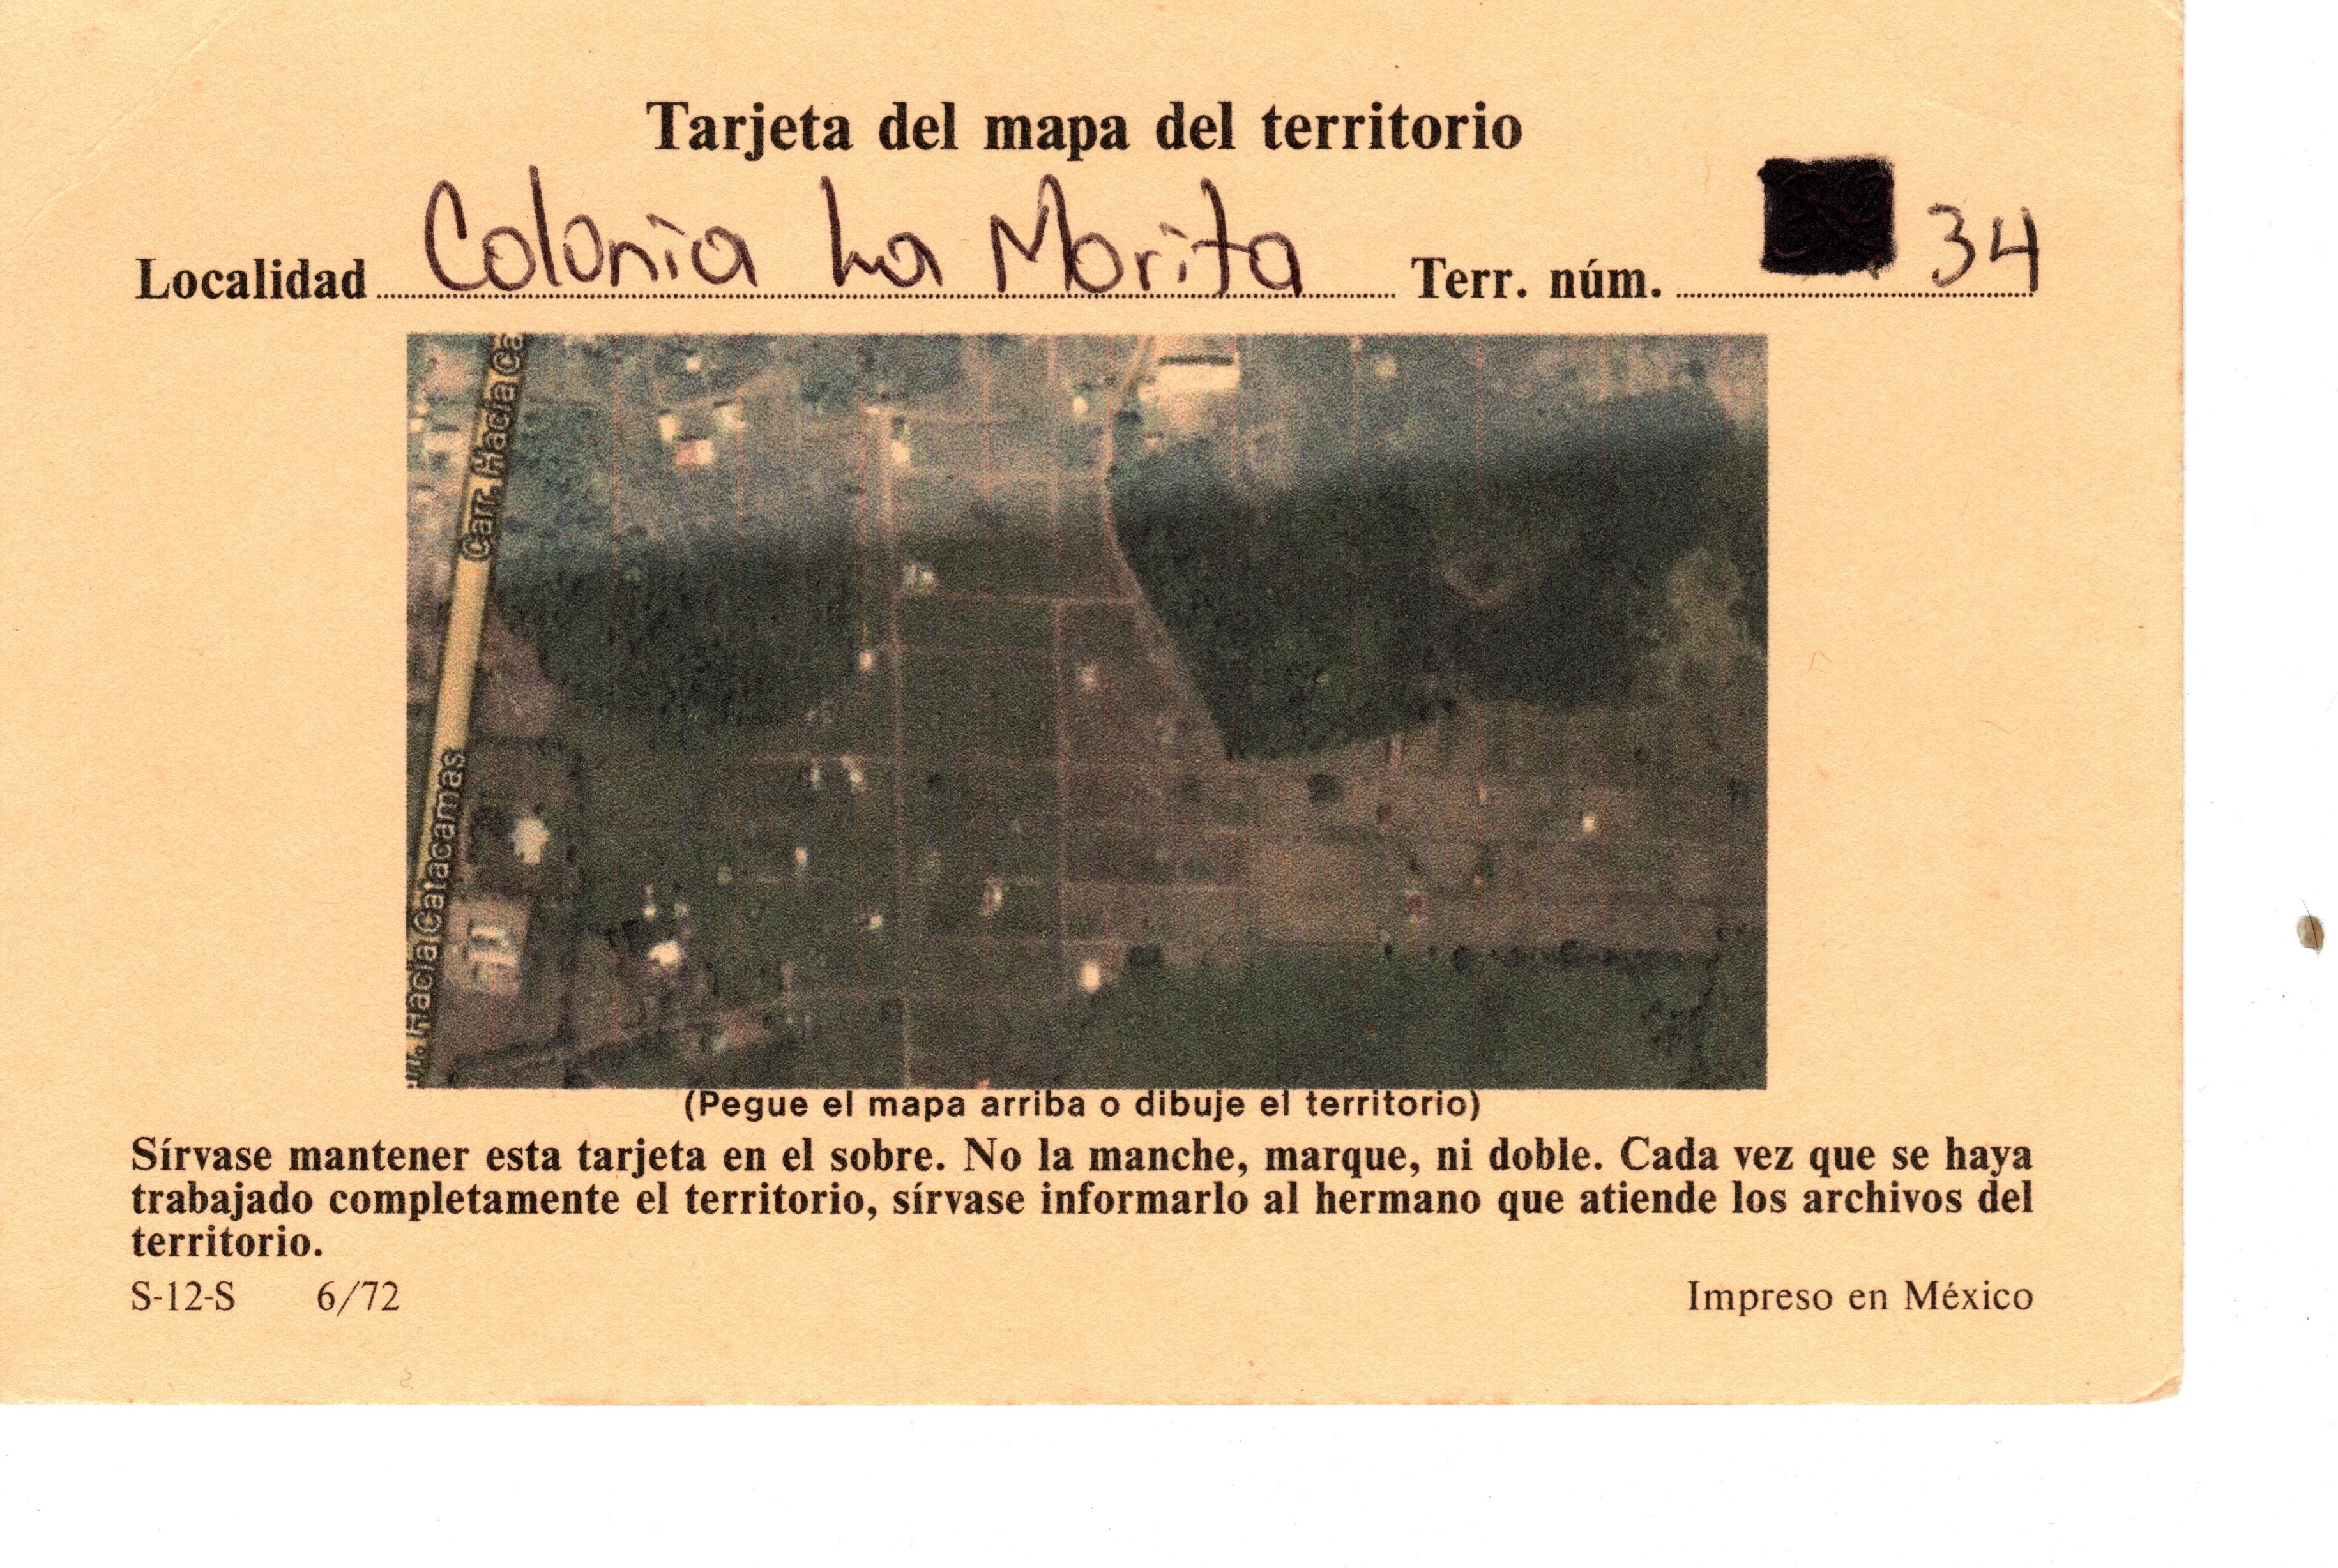 Tarjeta del mapa del territorio
Localidad Colonia La Morita Terr. núm. 34
Carr. Hacia Ca
Hacia Catacamas
(Pegue el mapa arriba o dibuje el territorio)
Sírvase mantener esta tarjeta en el sobre. No la manche, marque, ni doble. Cada vez que se haya
trabajado completamente el territorio, sírvase informarlo al hermano que atiende los archivos del
territorio.
S-12-S 6/72 Impreso en México